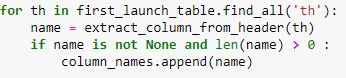 for th in first_launch_table.find_all('th'):
    name = extract_column_from_header(th)
    if name is not None and len(name) > 0 :
        column_names.append(name)